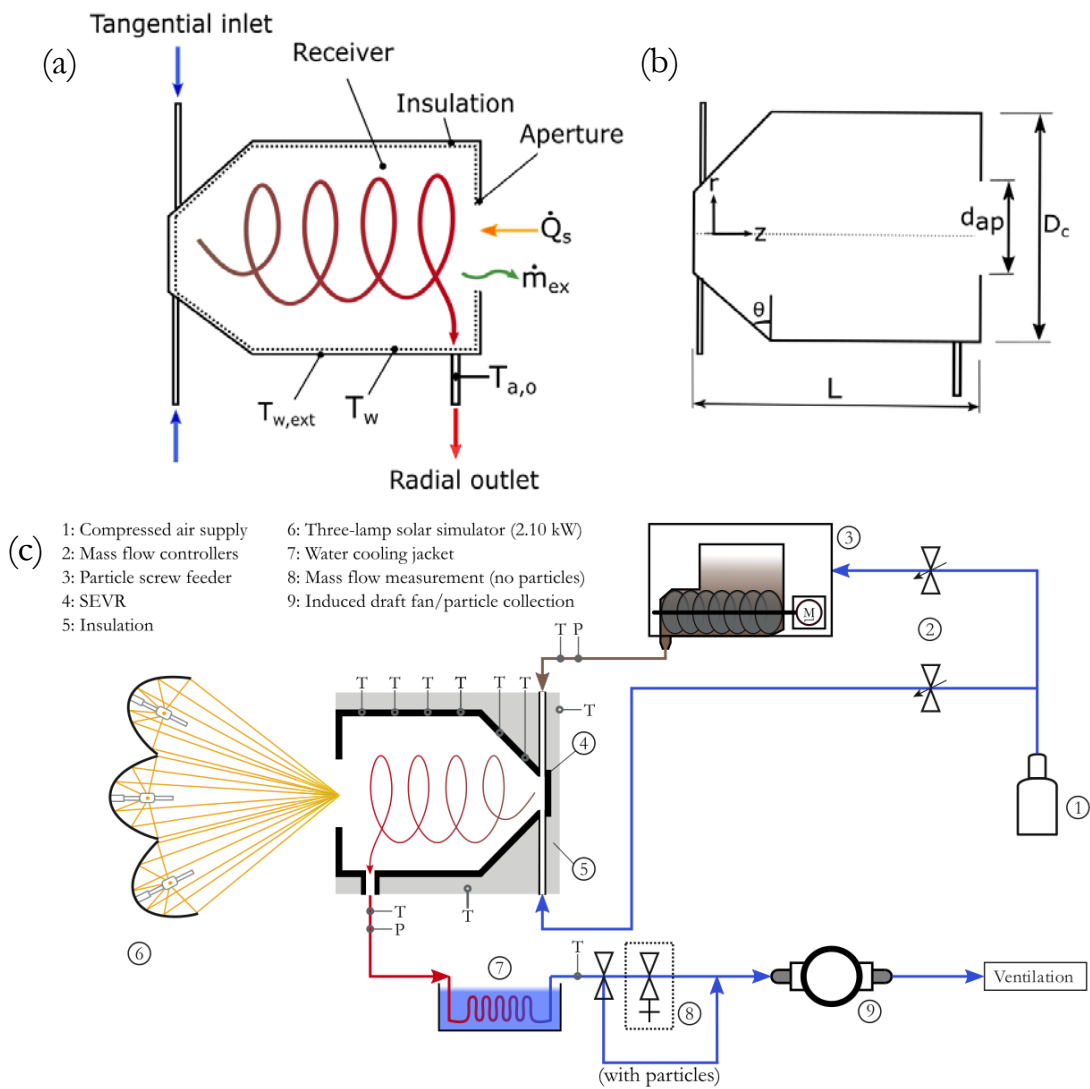 (a)
Tangential inlet
Receiver
Insulation
Aperture
Q̇s
ṁex
Tw,ext
Tw
Ta,o
Radial outlet
(b)
r
z
dap
Dc
θ
L
(c)
1: Compressed air supply
2: Mass flow controllers
3: Particle screw feeder
4: SEVR
5: Insulation
6: Three-lamp solar simulator (2.10 kW)
7: Water cooling jacket
8: Mass flow measurement (no particles)
9: Induced draft fan/particle collection
3
M
2
T P
T T T T T T
T
4
1
5
T
T
P
6
7
T
8
9
Ventilation
(with particles)